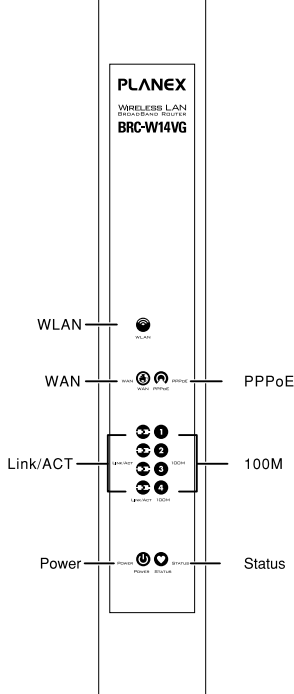 PLANEX
WIRELESS LAN
BROADBAND ROUTER
BRC-W14VG
WLAN
WLAN
WAN WAN PPPOE PPPoE
WAN PPPOE
1
2
Link/ACT LINK/ACT 3 100M 100M
4
LINK/ACT 100M
Power POWER STATUS Status
POWER STATUS